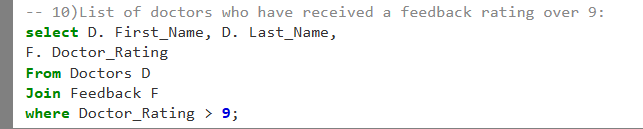 -- 10)List of doctors who have received a feedback rating over 9:
select D. First_Name, D. Last_Name,
F. Doctor_Rating
From Doctors D
Join Feedback F
where Doctor_Rating > 9;